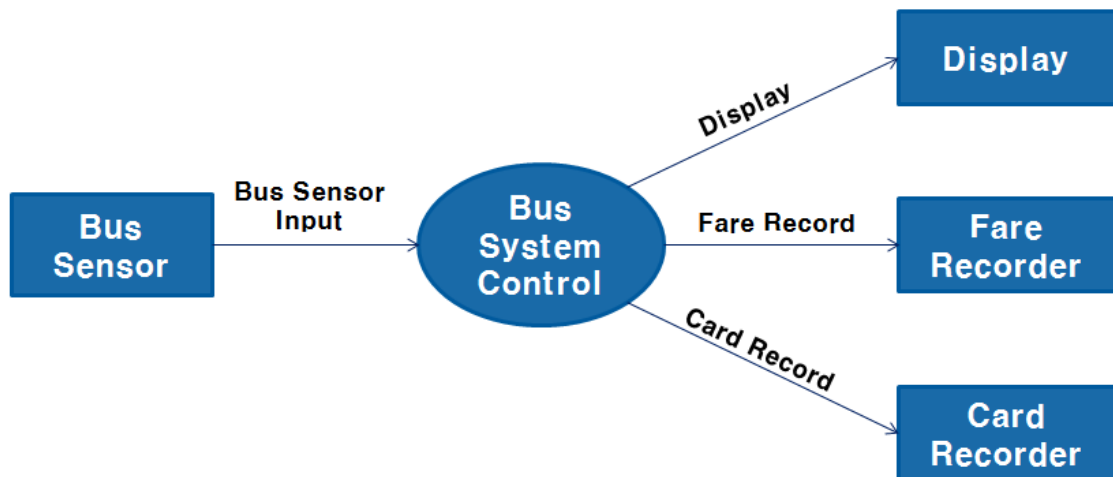 Display
Display
Bus Sensor
Input
Bus
Sensor
Bus
System
Control
Fare Record
Fare
Recorder
Card Record
Card
Recorder